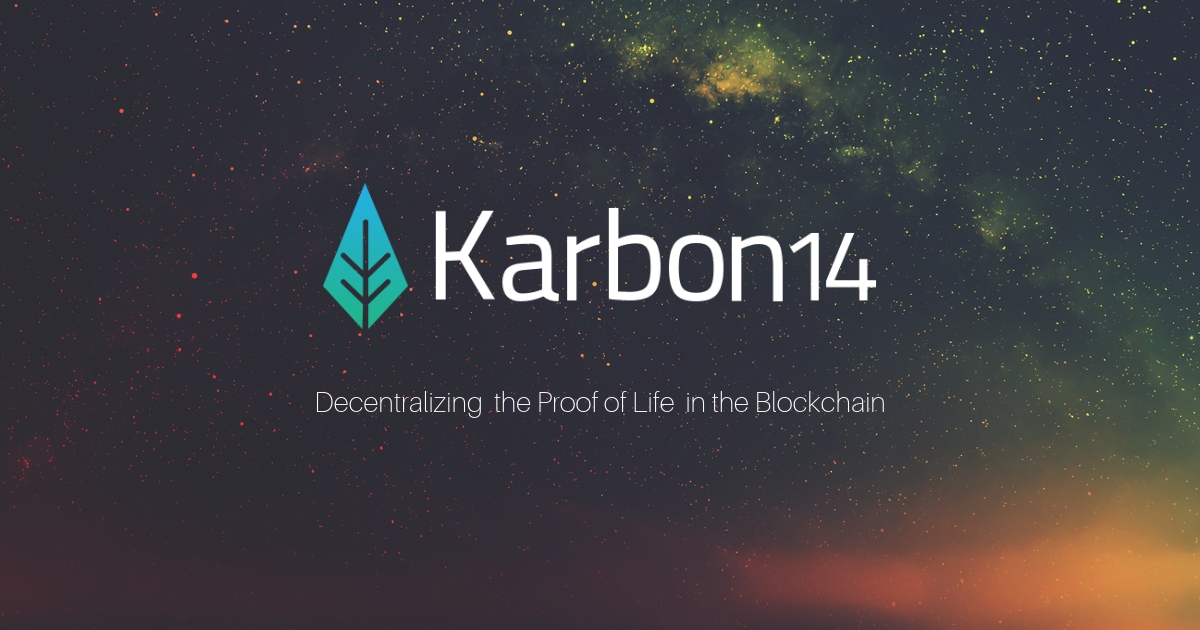 Karbon14
Decentralizing the Proof of Life in the Blockchain